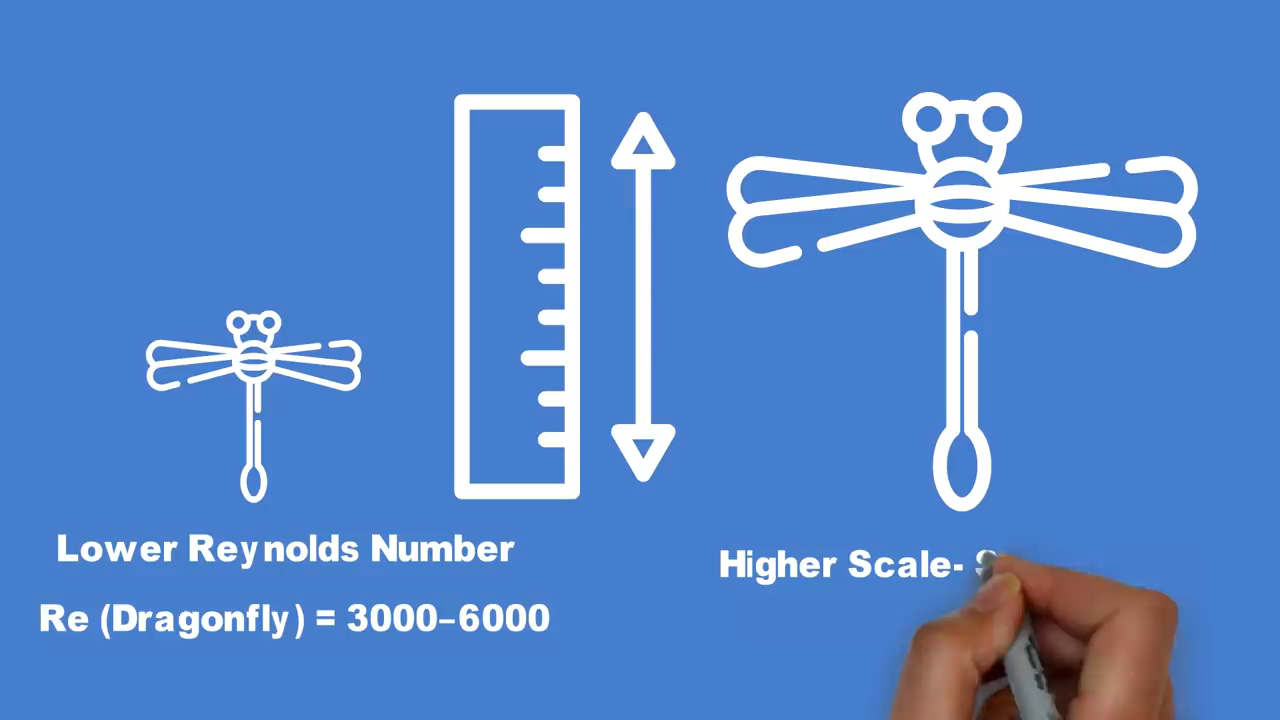 Lower Reynolds Number
Re (Dragonfly) = 3000–6000
Higher Scale-